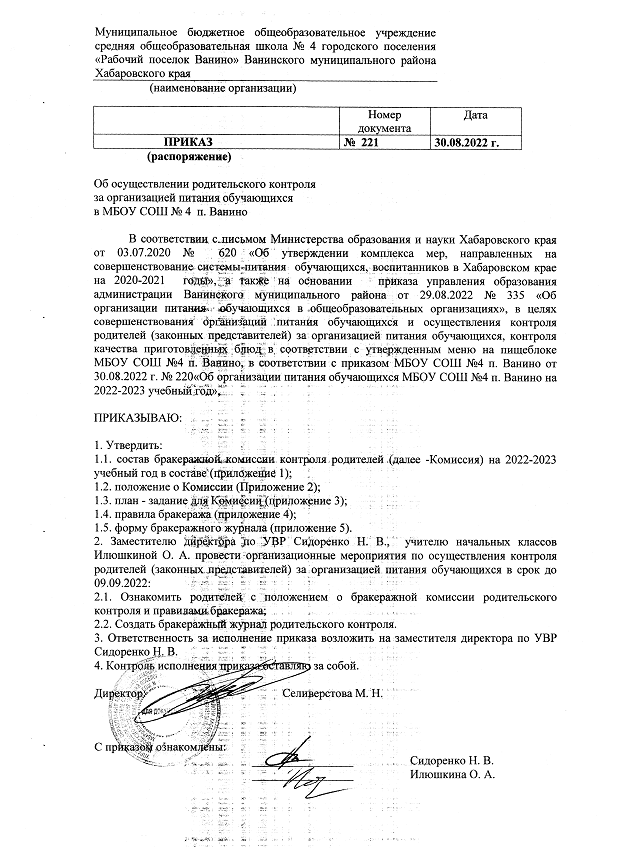 Муниципальное бюджетное общеобразовательное учреждение
средняя общеобразовательная школа № 4 городского поселения
«Рабочий поселок Ванино» Ванинского муниципального района
Хабаровского края
(наименование организации)
Номер документа
Дата
ПРИКАЗ
№ 221
30.08.2022 г.
(распоряжение)
Об осуществлении родительского контроля
за организацией питания обучающихся
в МБОУ СОШ № 4 п. Ванино
В соответствии с письмом Министерства образования и науки Хабаровского края
от 03.07.2020 № 620 «Об утверждении комплекса мер, направленных на
совершенствование системы питания обучающихся, воспитанников в Хабаровском крае
на 2020-2021 годы», а также на основании приказа управления образования
администрации Ванинского муниципального района от 29.08.2022 № 335 «Об
организации питания обучающихся в общеобразовательных организациях», в целях
совершенствования организации питания обучающихся и осуществления контроля
родителей (законных представителей) за организацией питания обучающихся, контроля
качества приготовленных блюд в соответствии с утвержденным меню на пищеблоке
МБОУ СОШ №4 п. Ванино, в соответствии с приказом МБОУ СОШ №4 п. Ванино от
30.08.2022 г. № 220«Об организации питания обучающихся МБОУ СОШ №4 п. Ванино на
2022-2023 учебный год»,
ПРИКАЗЫВАЮ:
1. Утвердить:
1.1. состав бракеражной комиссии контроля родителей (далее -Комиссия) на 2022-2023
учебный год в составе (приложение 1);
1.2. положение о Комиссии (Приложение 2);
1.3. план - задание для Комиссии (приложение 3);
1.4. правила бракеража (приложение 4);
1.5. форму бракеражного журнала (приложение 5).
2. Заместителю директора по УВР Сидоренко Н. В., учителю начальных классов
Илюшкиной О. А. провести организационные мероприятия по осуществления контроля
родителей (законных представителей) за организацией питания обучающихся в срок до
09.09.2022:
2.1. Ознакомить родителей с положением о бракеражной комиссии родительского
контроля и правилами бракеража;
2.2. Создать бракеражный журнал родительского контроля.
3. Ответственность за исполнение приказа возложить на заместителя директора по УВР
Сидоренко Н. В.
4. Контроль исполнения приказа оставляю за собой.
Директор Селиверстова М. Н.
С приказом ознакомлены:
Сидоренко Н. В.
Илюшкина О. А.